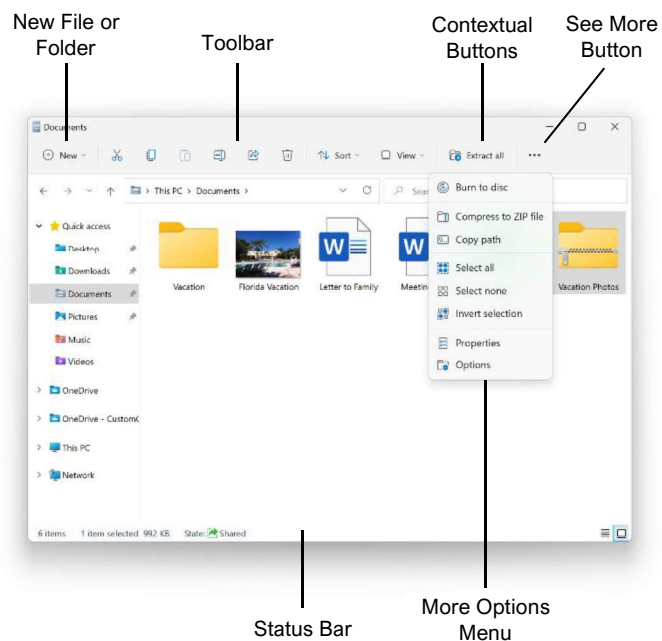 New File or
Folder
Toolbar
Contextual
Buttons
See More
Button
Documents
New
Sort
View
Extract all
This PC > Documents >
Burn to disc
Quick access
Compress to ZIP file
Desktop
Copy path
Downloads
Select all
Documents
Vacation
Florida Vacation
Letter to Family
Vacation Photos
Select none
Pictures
Invert selection
Music
Properties
Videos
Options
OneDrive
This PC
Network
6 items 1 item selected 992 KB State: Shared
Status Bar
More Options
Menu